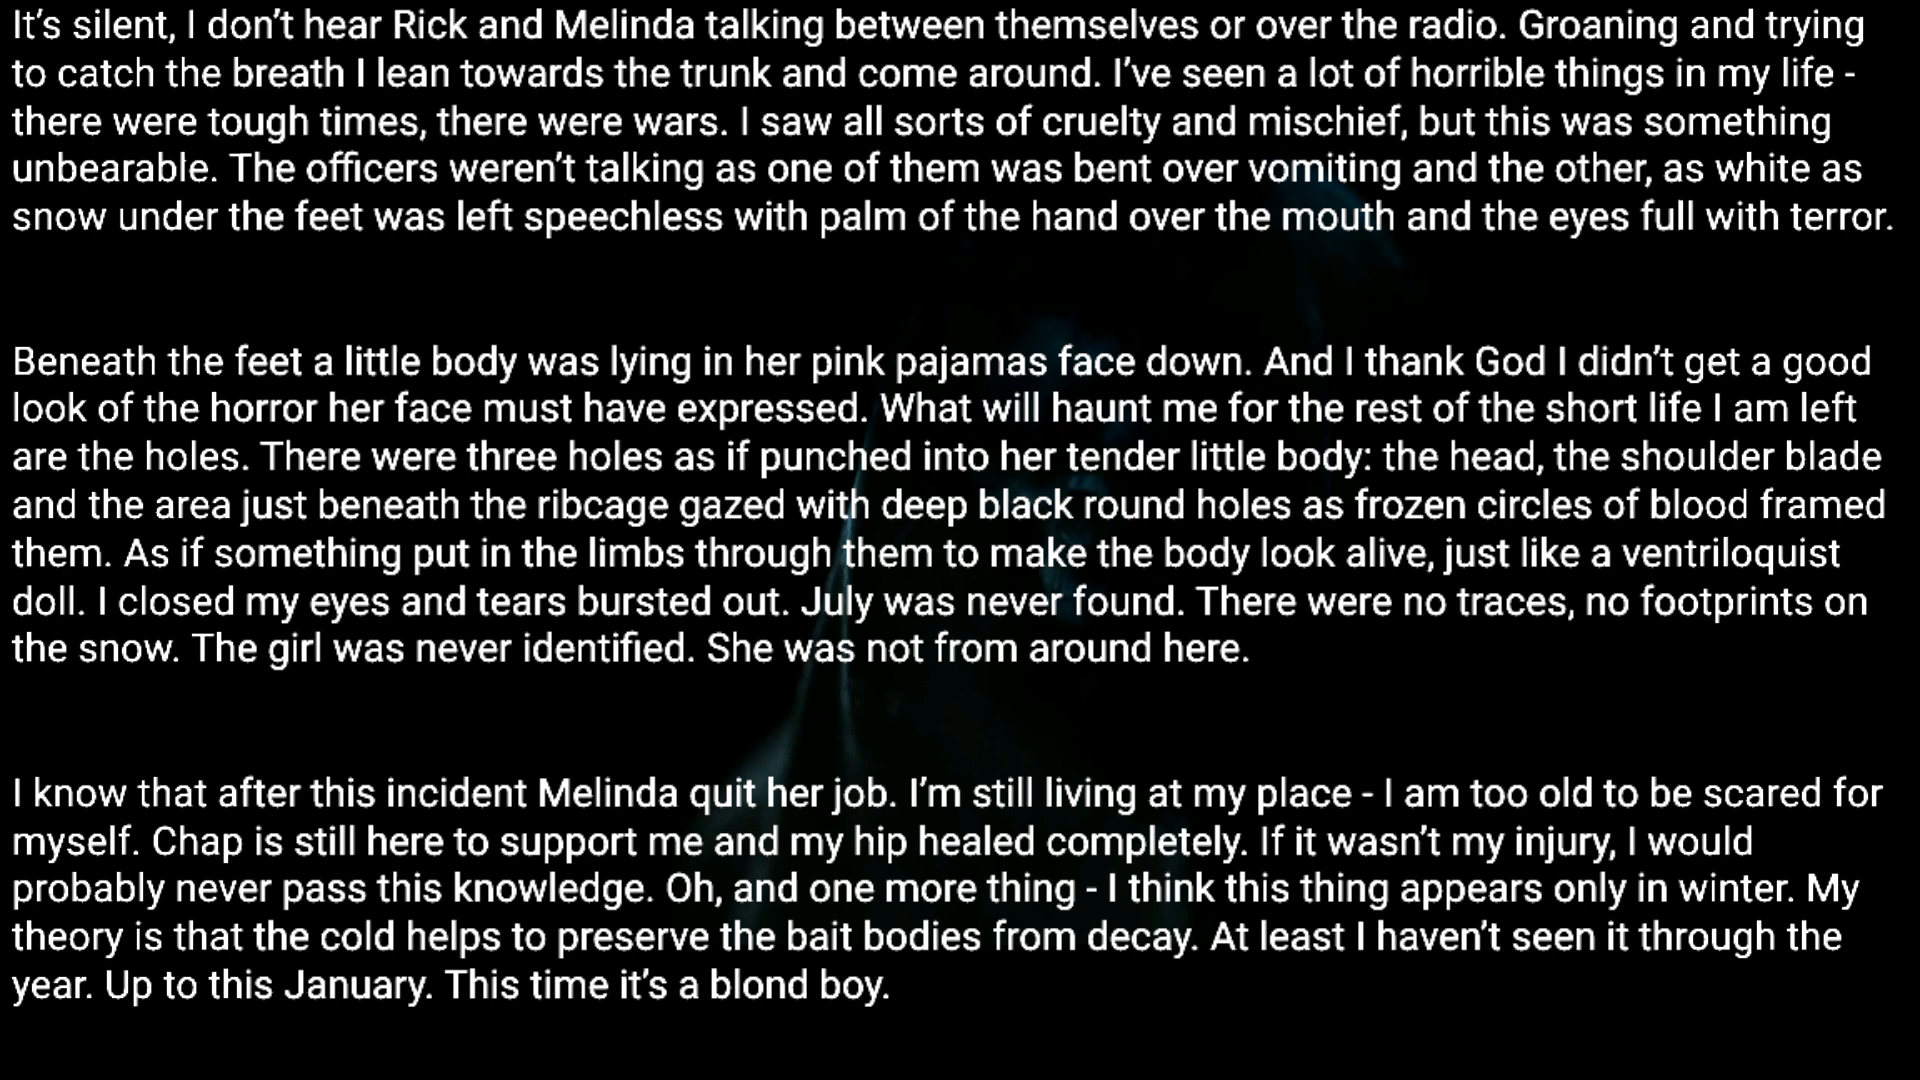 It’s silent, I don’t hear Rick and Melinda talking between themselves or over the radio. Groaning and trying
to catch the breath I lean towards the trunk and come around. I’ve seen a lot of horrible things in my life -
there were tough times, there were wars. I saw all sorts of cruelty and mischief, but this was something
unbearable. The officers weren’t talking as one of them was bent over vomiting and the other, as white as
snow under the feet was left speechless with palm of the hand over the mouth and the eyes full with terror.
Beneath the feet a little body was lying in her pink pajamas face down. And I thank God I didn’t get a good
look of the horror her face must have expressed. What will haunt me for the rest of the short life I am left
are the holes. There were three holes as if punched into her tender little body: the head, the shoulder blade
and the area just beneath the ribcage gazed with deep black round holes as frozen circles of blood framed
them. As if something put in the limbs through them to make the body look alive, just like a ventriloquist
doll. I closed my eyes and tears bursted out. July was never found. There were no traces, no footprints on
the snow. The girl was never identified. She was not from around here.
I know that after this incident Melinda quit her job. I’m still living at my place - I am too old to be scared for
myself. Chap is still here to support me and my hip healed completely. If it wasn’t my injury, I would
probably never pass this knowledge. Oh, and one more thing - I think this thing appears only in winter. My
theory is that the cold helps to preserve the bait bodies from decay. At least I haven’t seen it through the
year. Up to this January. This time it’s a blond boy.